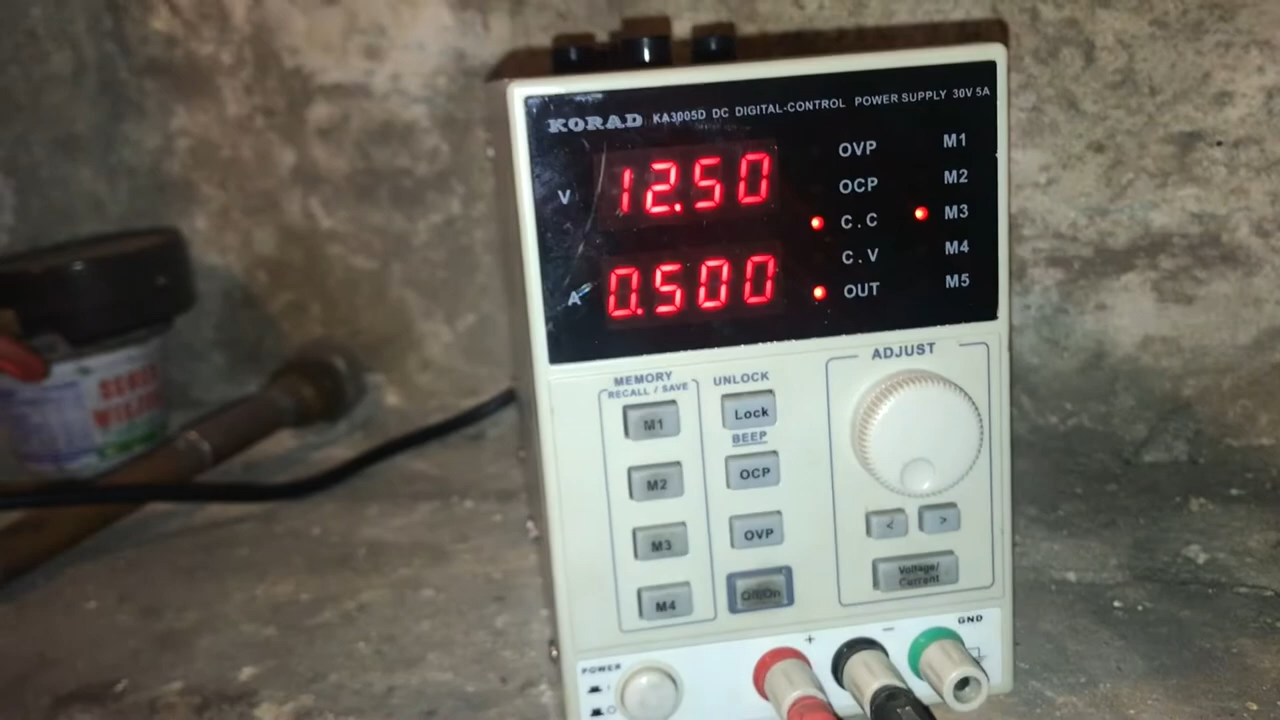 KORAD KA3005D DC DIGITAL-CONTROL POWER SUPPLY 30V 5A
V 12.50
A 0.500
OVP M1
OCP M2
C.C M3
C.V M4
OUT M5
MEMORY
RECALL / SAVE
M1
M2
M3
M4
UNLOCK
Lock
BEEP
OCP
OVP
Off/On
ADJUST
< >
Voltage/
Current
POWER
I
O
+ − GND